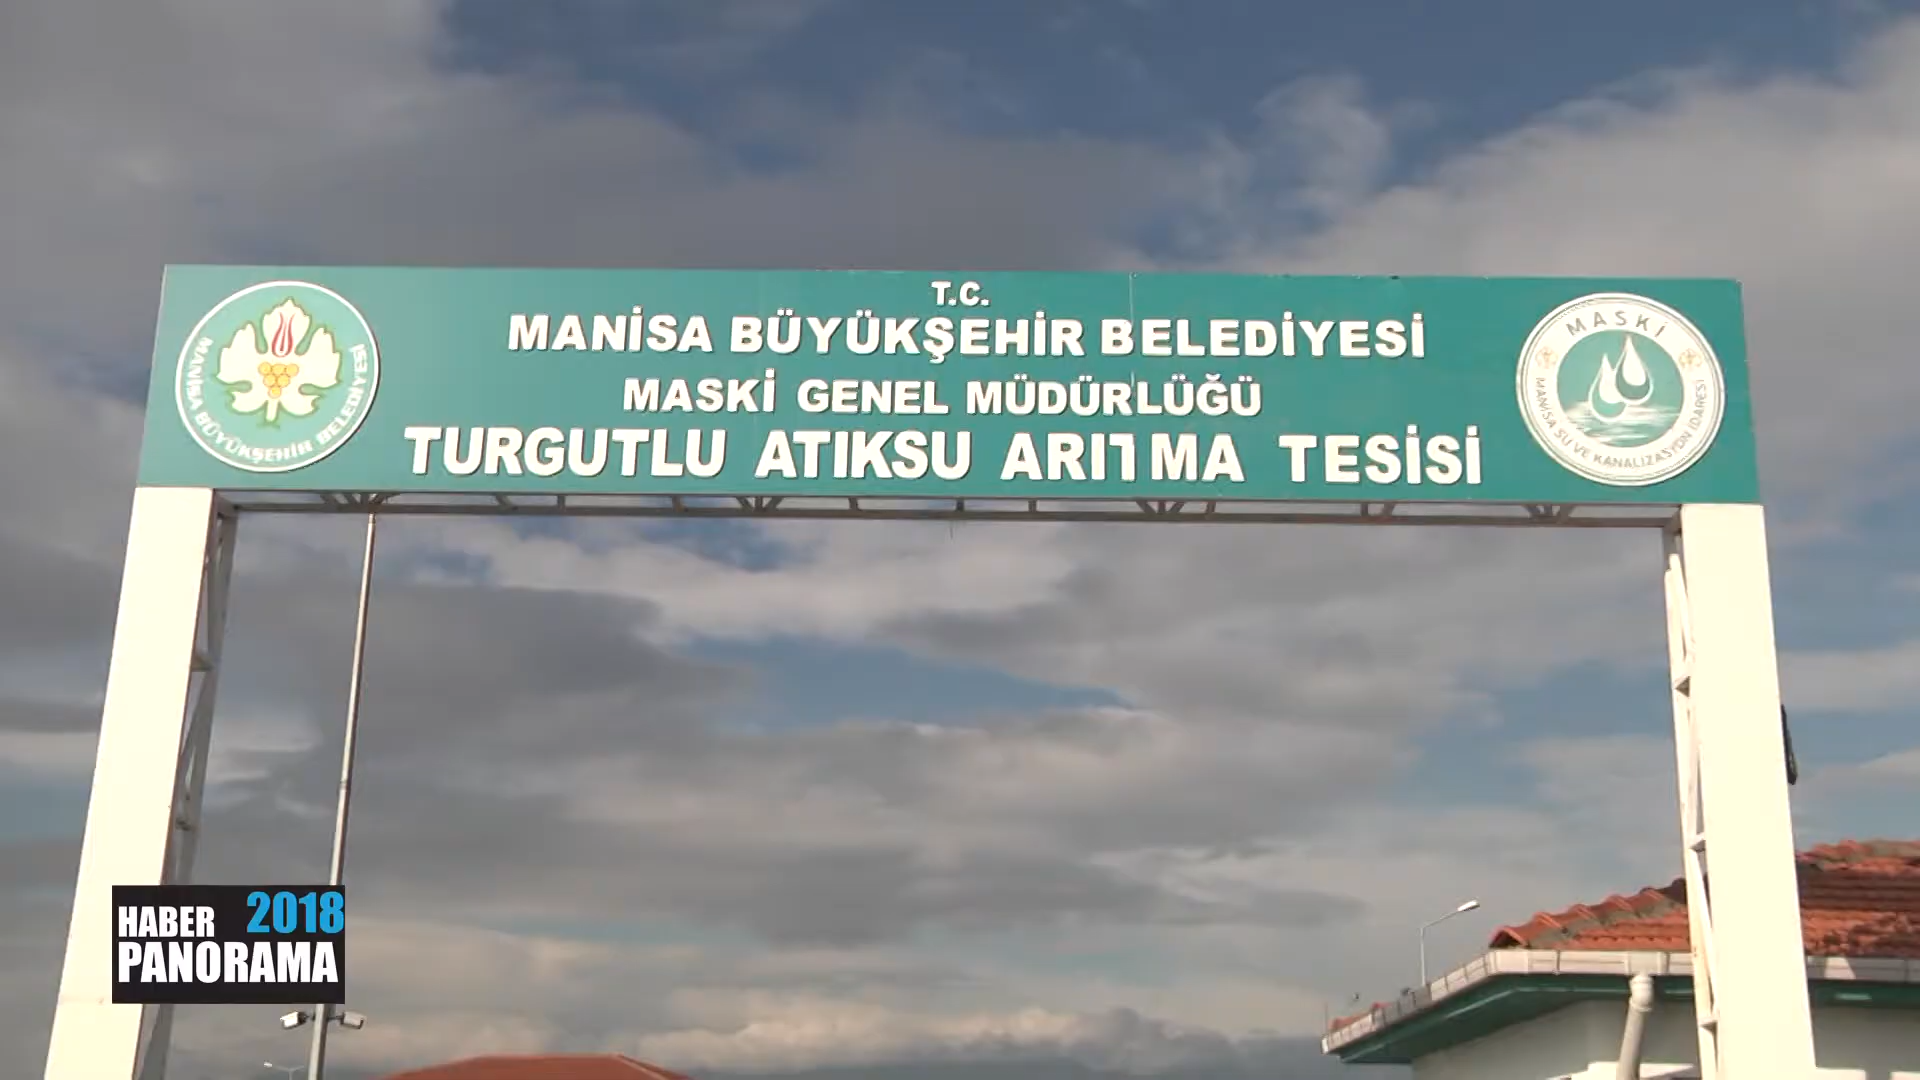 T.C.
MANİSA BÜYÜKŞEHİR BELEDİYESİ
MASKİ GENEL MÜDÜRLÜĞÜ
TURGUTLU ATIKSU ARITMA TESİSİ
MANİSA BÜYÜKŞEHİR BELEDİYESİ
MASKİ
MANİSA SU VE KANALİZASYON İDARESİ
HABER 2018
PANORAMA